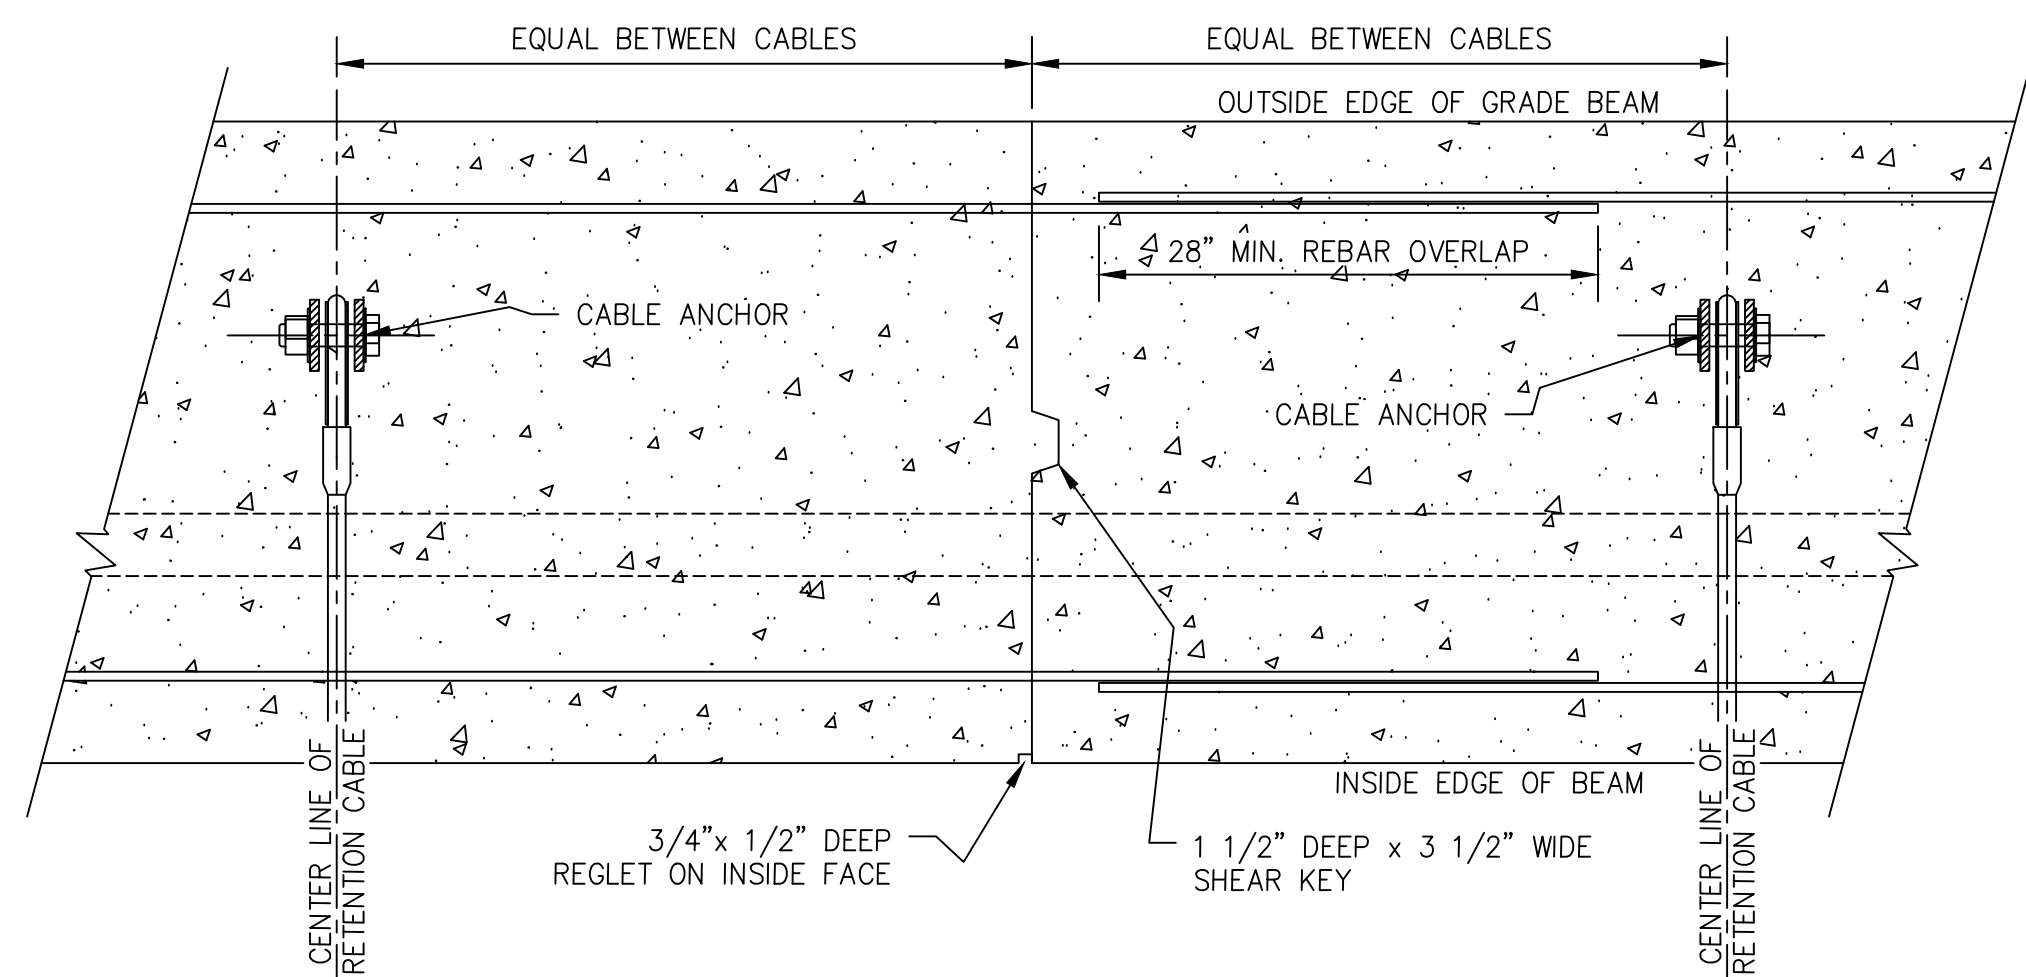 EQUAL BETWEEN CABLES
EQUAL BETWEEN CABLES
OUTSIDE EDGE OF GRADE BEAM
28" MIN. REBAR OVERLAP
CABLE ANCHOR
CABLE ANCHOR
INSIDE EDGE OF BEAM
3/4"x 1/2" DEEP
REGLET ON INSIDE FACE
1 1/2" DEEP x 3 1/2" WIDE
SHEAR KEY
CENTER LINE OF
RETENTION CABLE
CENTER LINE OF
RETENTION CABLE